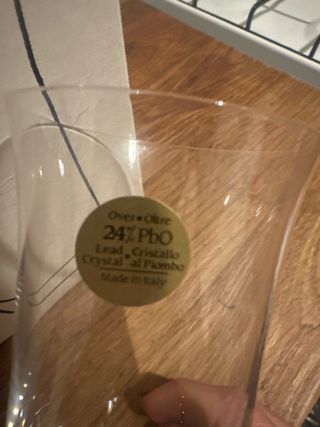 Over • Oltre
24% PbO
Lead • Cristallo
Crystal al Piombo
Made in Italy